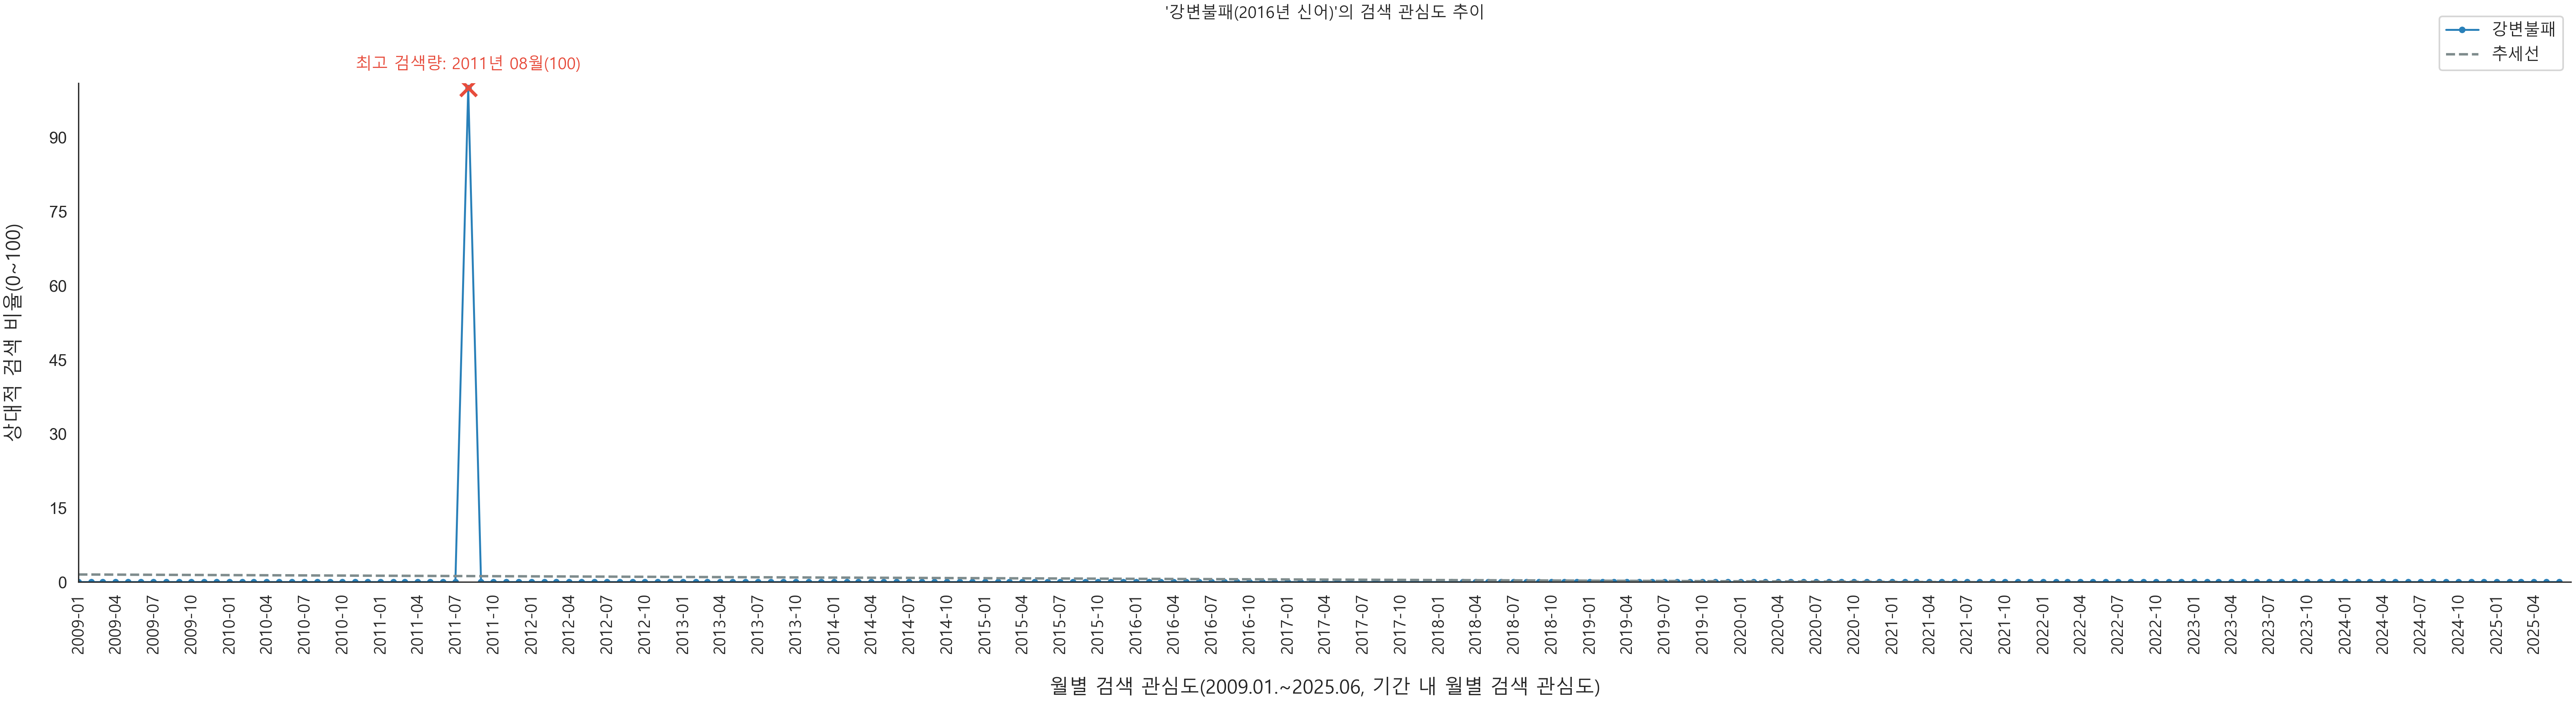 '강변불패(2016년 신어)'의 검색 관심도 추이
강변불패
추세선
최고 검색량: 2011년 08월(100)
상대적 검색 비율(0~100)
90
75
60
45
30
15
0
2009-01 2009-04 2009-07 2009-10 2010-01 2010-04 2010-07 2010-10 2011-01 2011-04 2011-07 2011-10 2012-01 2012-04 2012-07 2012-10 2013-01 2013-04 2013-07 2013-10 2014-01 2014-04 2014-07 2014-10 2015-01 2015-04 2015-07 2015-10 2016-01 2016-04 2016-07 2016-10 2017-01 2017-04 2017-07 2017-10 2018-01 2018-04 2018-07 2018-10 2019-01 2019-04 2019-07 2019-10 2020-01 2020-04 2020-07 2020-10 2021-01 2021-04 2021-07 2021-10 2022-01 2022-04 2022-07 2022-10 2023-01 2023-04 2023-07 2023-10 2024-01 2024-04 2024-07 2024-10 2025-01 2025-04
월별 검색 관심도(2009.01.~2025.06, 기간 내 월별 검색 관심도)